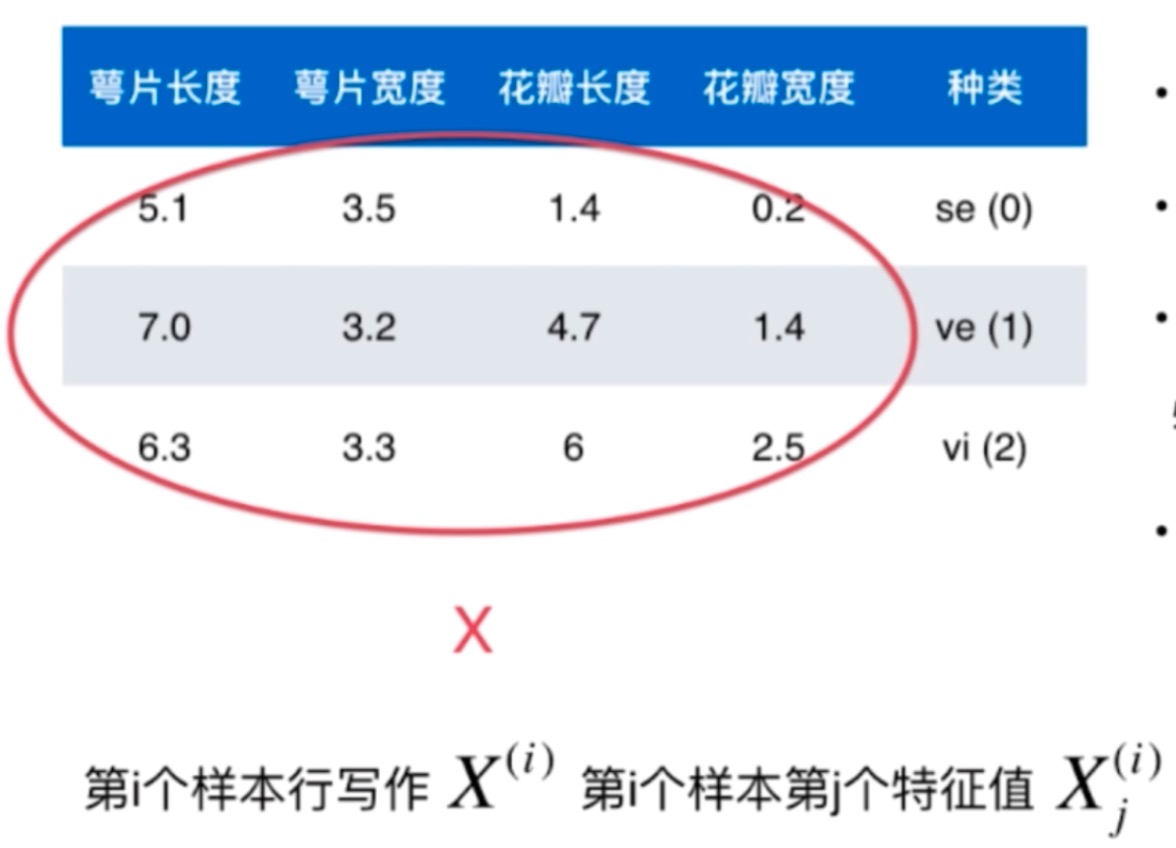 萼片长度 萼片宽度 花瓣长度 花瓣宽度 种类
5.1 3.5 1.4 0.2 se (0)
7.0 3.2 4.7 1.4 ve (1)
6.3 3.3 6 2.5 vi (2)
X
第i个样本行写作 X^{(i)} 第i个样本第j个特征值 X_j^{(i)}